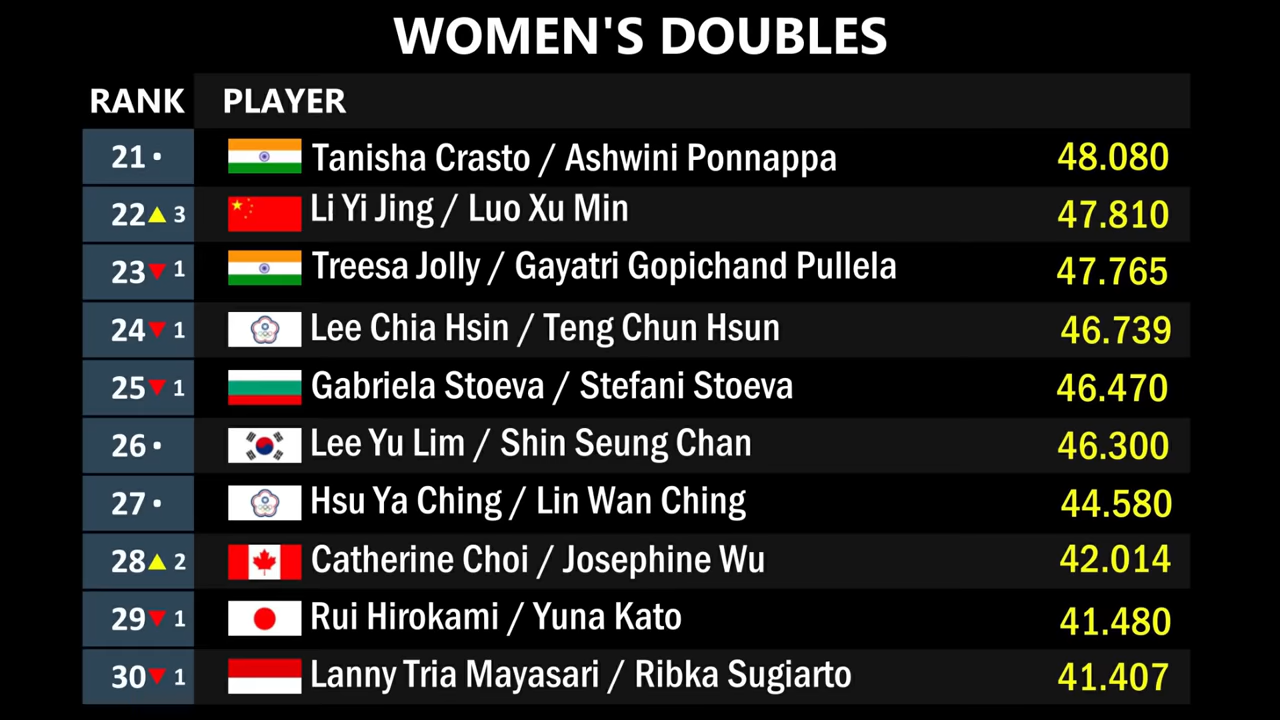 WOMEN'S DOUBLES
RANK PLAYER
21 • Tanisha Crasto / Ashwini Ponnappa 48.080
22 ▲ 3 Li Yi Jing / Luo Xu Min 47.810
23 ▼ 1 Treesa Jolly / Gayatri Gopichand Pullela 47.765
24 ▼ 1 Lee Chia Hsin / Teng Chun Hsun 46.739
25 ▼ 1 Gabriela Stoeva / Stefani Stoeva 46.470
26 • Lee Yu Lim / Shin Seung Chan 46.300
27 • Hsu Ya Ching / Lin Wan Ching 44.580
28 ▲ 2 Catherine Choi / Josephine Wu 42.014
29 ▼ 1 Rui Hirokami / Yuna Kato 41.480
30 ▼ 1 Lanny Tria Mayasari / Ribka Sugiarto 41.407